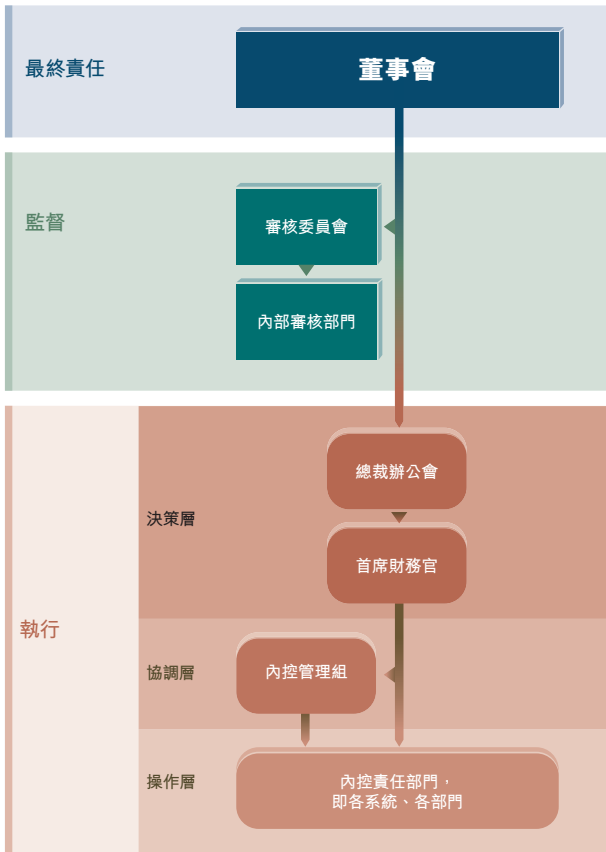 最終責任
董事會
監督
審核委員會
內部審核部門
執行
決策層
總裁辦公會
首席財務官
協調層
內控管理組
操作層
內控責任部門，
即各系統、各部門